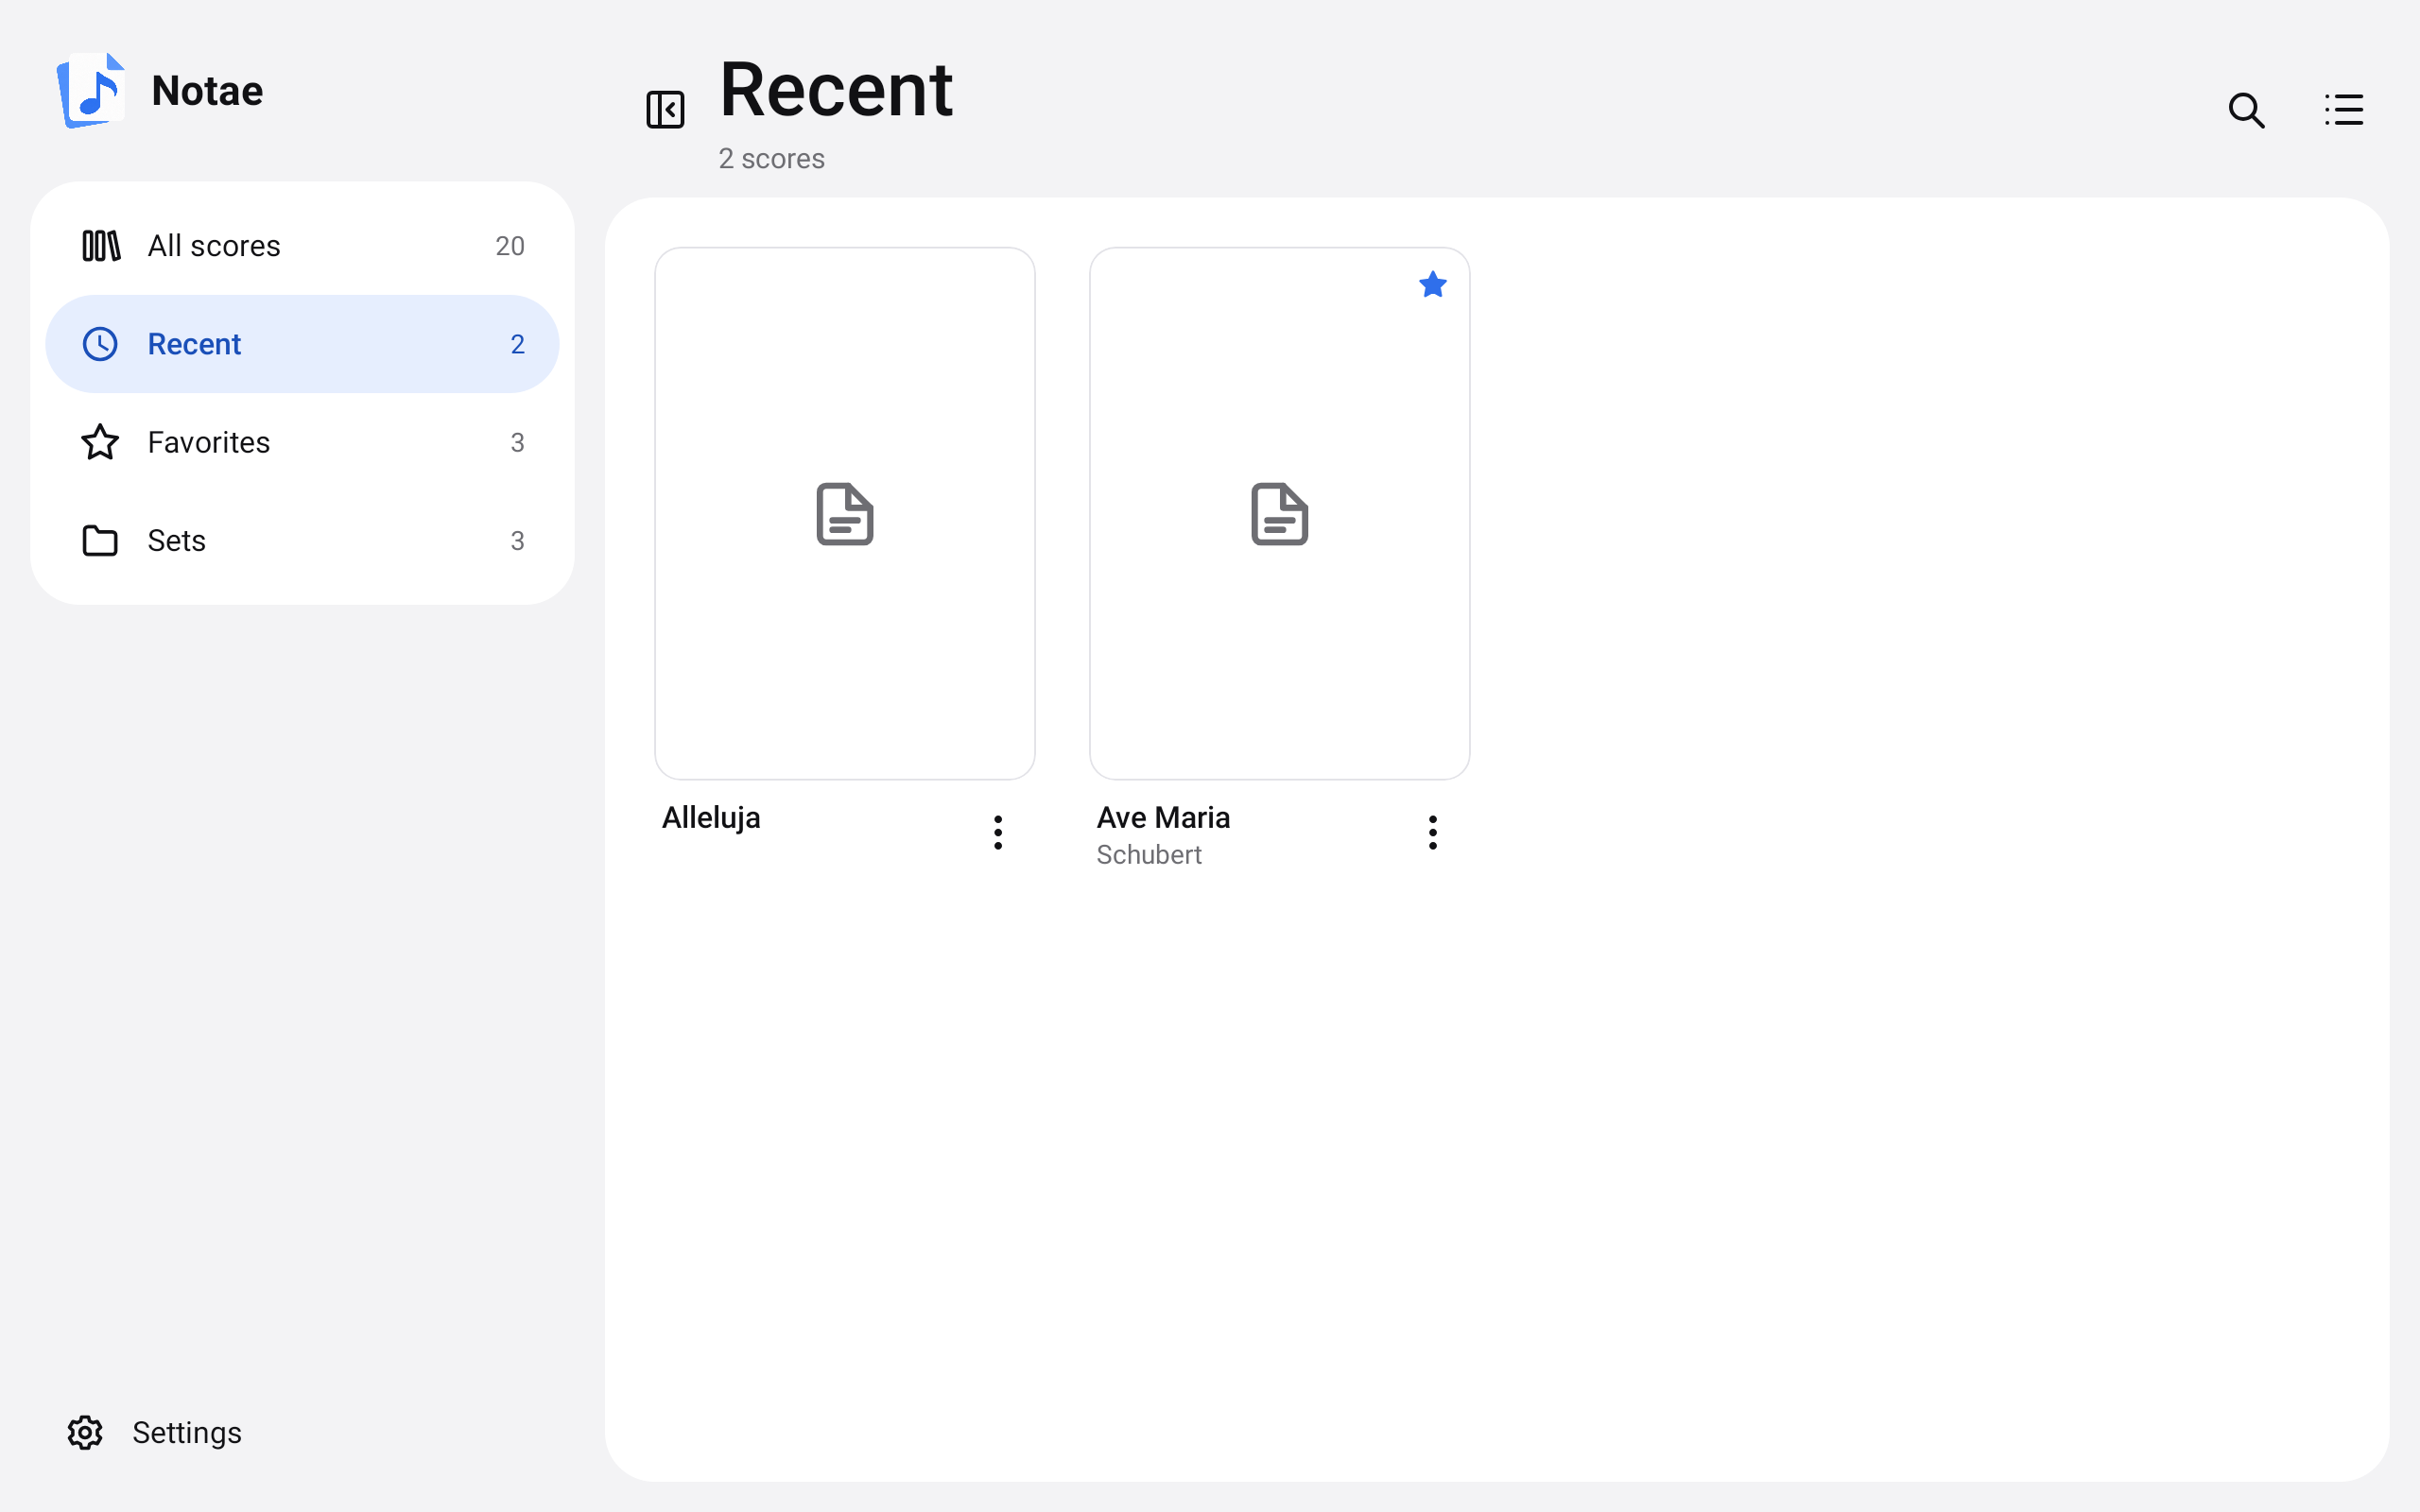 Notae
All scores 20
Recent 2
Favorites 3
Sets 3
Settings
Recent
2 scores
Alleluja
Ave Maria
Schubert